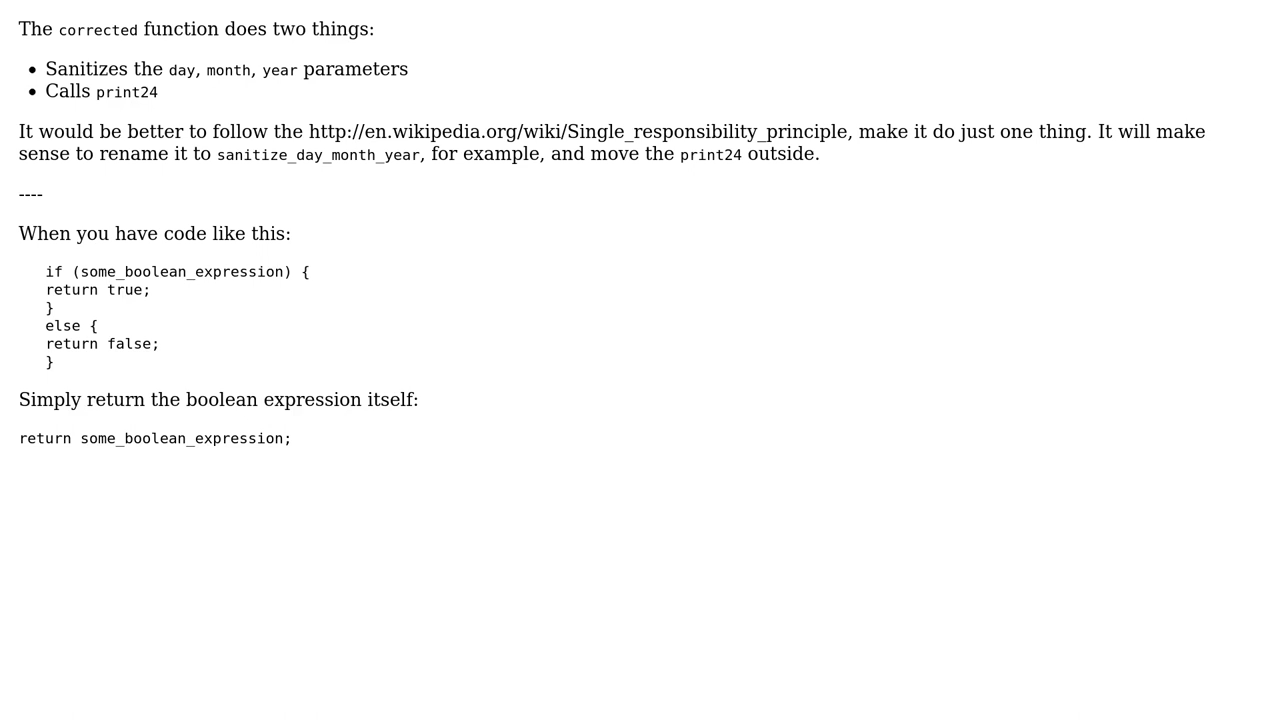 The corrected function does two things:
• Sanitizes the day, month, year parameters
• Calls print24
It would be better to follow the http://en.wikipedia.org/wiki/Single_responsibility_principle, make it do just one thing. It will make
sense to rename it to sanitize_day_month_year, for example, and move the print24 outside.
----
When you have code like this:
if (some_boolean_expression) {
return true;
}
else {
return false;
}
Simply return the boolean expression itself:
return some_boolean_expression;